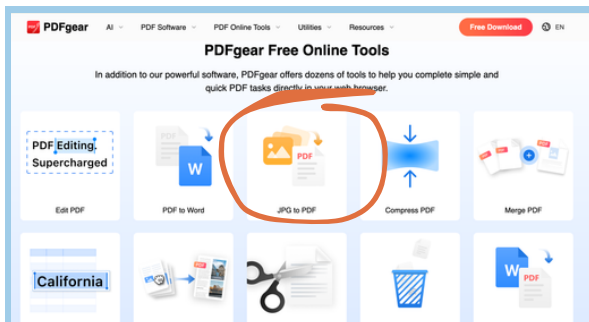 PDFgear AI PDF Software PDF Online Tools Utilities Resources Free Download EN
PDFgear Free Online Tools
In addition to our powerful software, PDFgear offers dozens of tools to help you complete simple and
quick PDF tasks directly in your web browser.
PDF Editing.
Supercharged
Edit PDF
PDF
W
PDF to Word
PDF
JPG to PDF
Compress PDF
PDF
PDF
Merge PDF
California
PDF
W
PDF